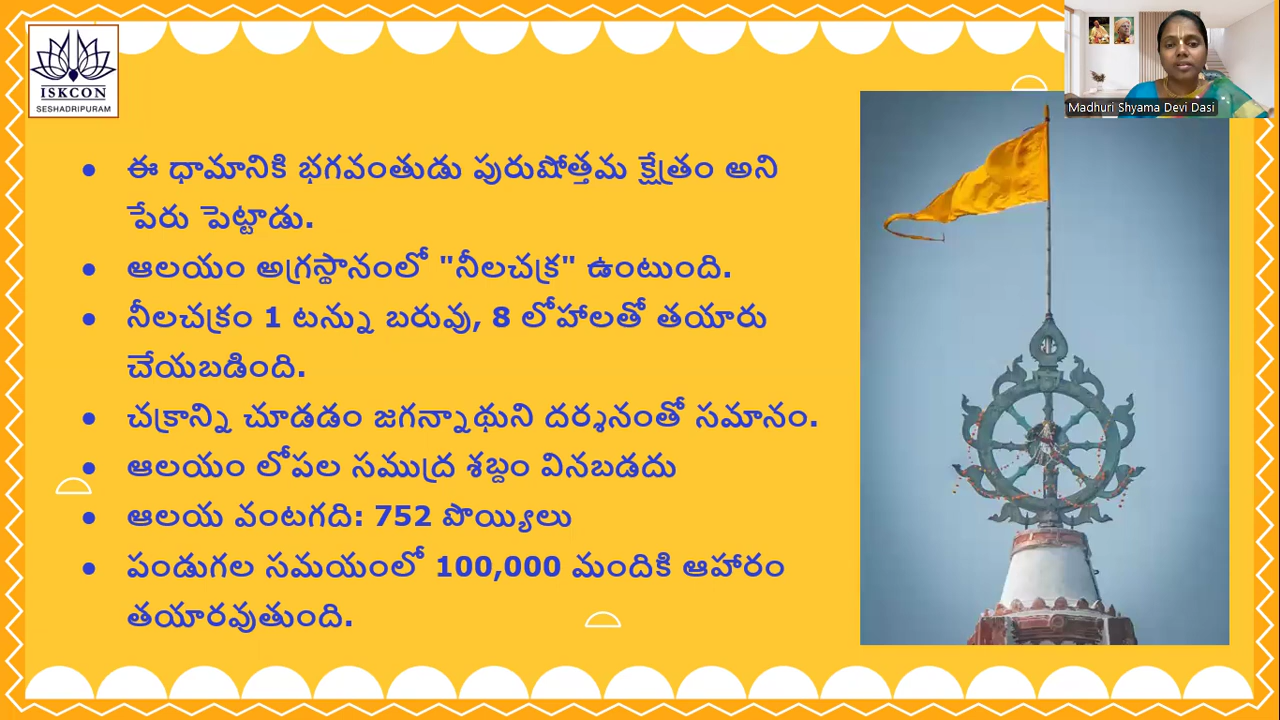 ISKCON
SESHADRIPURAM
Madhuri Shyama Devi Dasi
• ఈ ధామానికి భగవంతుడు పురుషోత్తమ క్షేత్రం అని
పేరు పెట్టాడు.
• ఆలయం అగ్రస్థానంలో "నీలచక్ర" ఉంటుంది.
• నీలచక్రం 1 టన్ను బరువు, 8 లోహాలతో తయారు
చేయబడింది.
• చక్రాన్ని చూడడం జగన్నాథుని దర్శనంతో సమానం.
• ఆలయం లోపల సముద్ర శబ్దం వినబడదు
• ఆలయ వంటగది: 752 పొయ్యిలు
• పండుగల సమయంలో 100,000 మందికి ఆహారం
తయారవుతుంది.